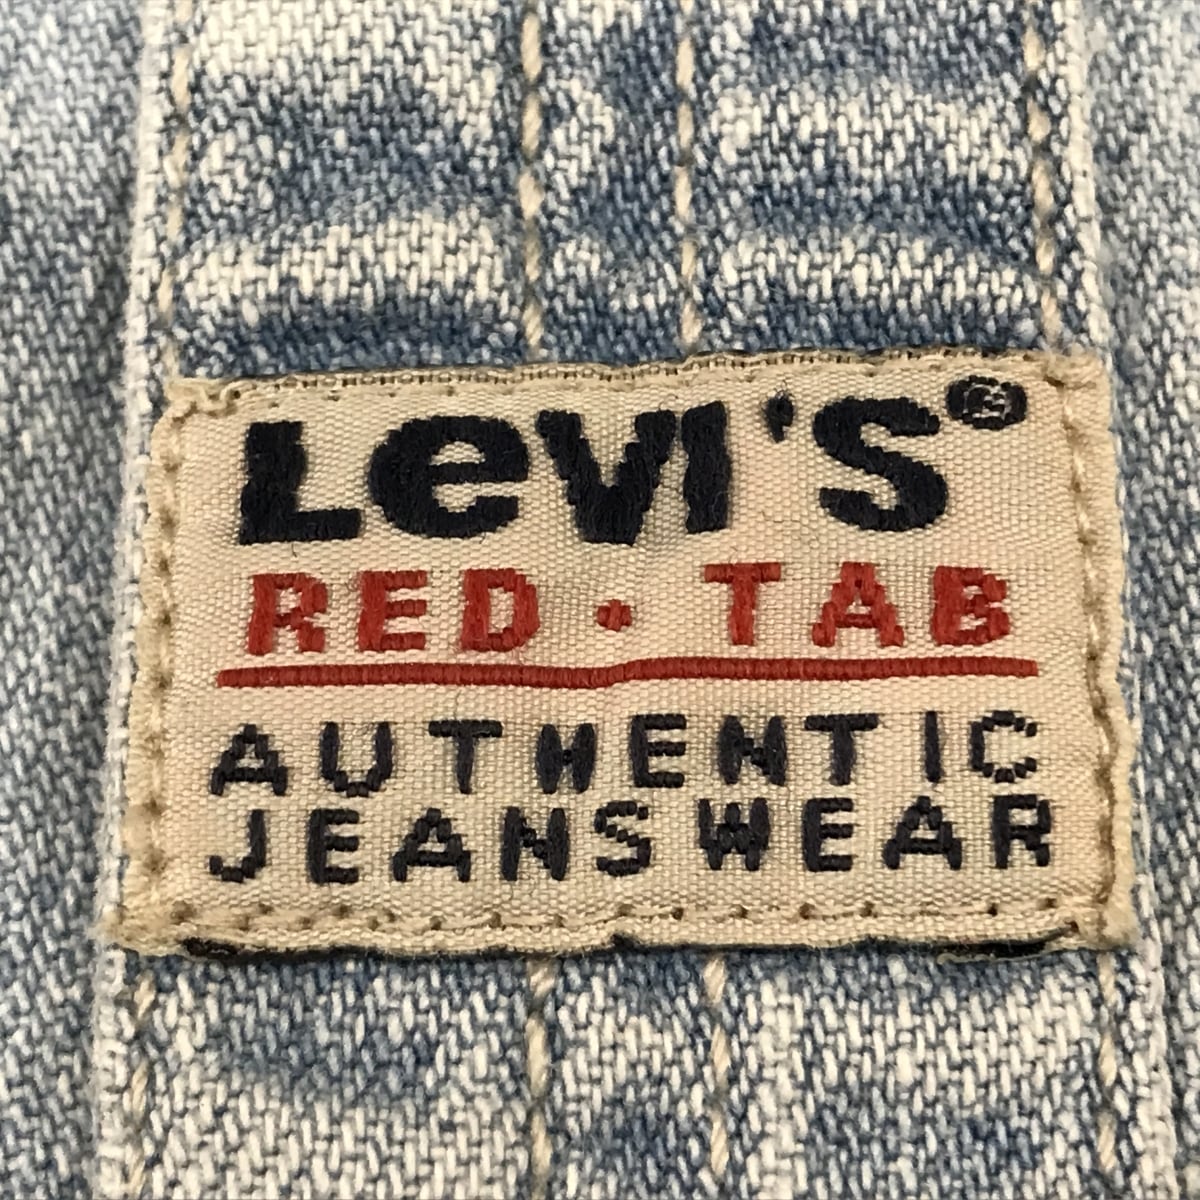 LeVI'S®
RED • TAB
AUTHENTIC
JEANSWEAR